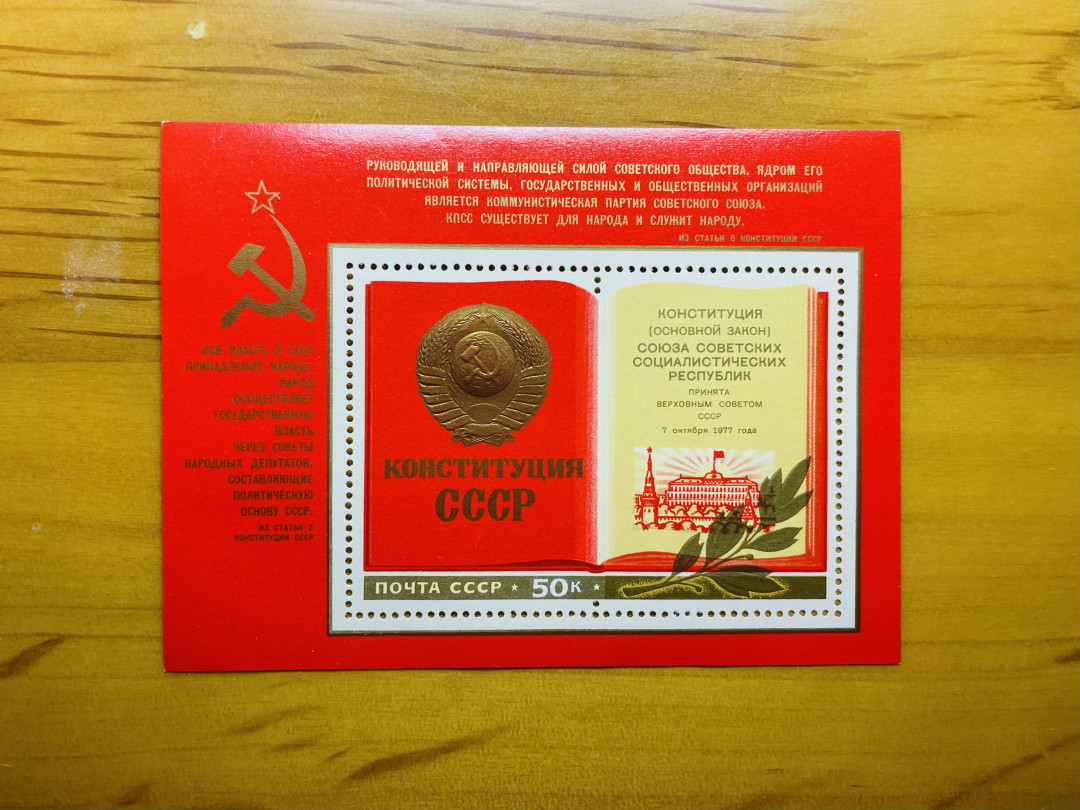 РУКОВОДЯЩЕЙ И НАПРАВЛЯЮЩЕЙ СИЛОЙ СОВЕТСКОГО ОБЩЕСТВА, ЯДРОМ ЕГО
ПОЛИТИЧЕСКОЙ СИСТЕМЫ, ГОСУДАРСТВЕННЫХ И ОБЩЕСТВЕННЫХ ОРГАНИЗАЦИЙ
ЯВЛЯЕТСЯ КОММУНИСТИЧЕСКАЯ ПАРТИЯ СОВЕТСКОГО СОЮЗА.
КПСС СУЩЕСТВУЕТ ДЛЯ НАРОДА И СЛУЖИТ НАРОДУ.
ИЗ СТАТЬИ 6 КОНСТИТУЦИИ СССР
ВСЯ ВЛАСТЬ В СССР
ПРИНАДЛЕЖИТ НАРОДУ.
НАРОД
ОСУЩЕСТВЛЯЕТ
ГОСУДАРСТВЕННУЮ
ВЛАСТЬ
ЧЕРЕЗ СОВЕТЫ
НАРОДНЫХ ДЕПУТАТОВ,
СОСТАВЛЯЮЩИЕ
ПОЛИТИЧЕСКУЮ
ОСНОВУ СССР.
ИЗ СТАТЬИ 2
КОНСТИТУЦИИ СССР
КОНСТИТУЦИЯ
СССР
КОНСТИТУЦИЯ
(ОСНОВНОЙ ЗАКОН)
СОЮЗА СОВЕТСКИХ
СОЦИАЛИСТИЧЕСКИХ
РЕСПУБЛИК
ПРИНЯТА
ВЕРХОВНЫМ СОВЕТОМ
СССР
7 октября 1977 года
ПОЧТА СССР ★ 50К ★